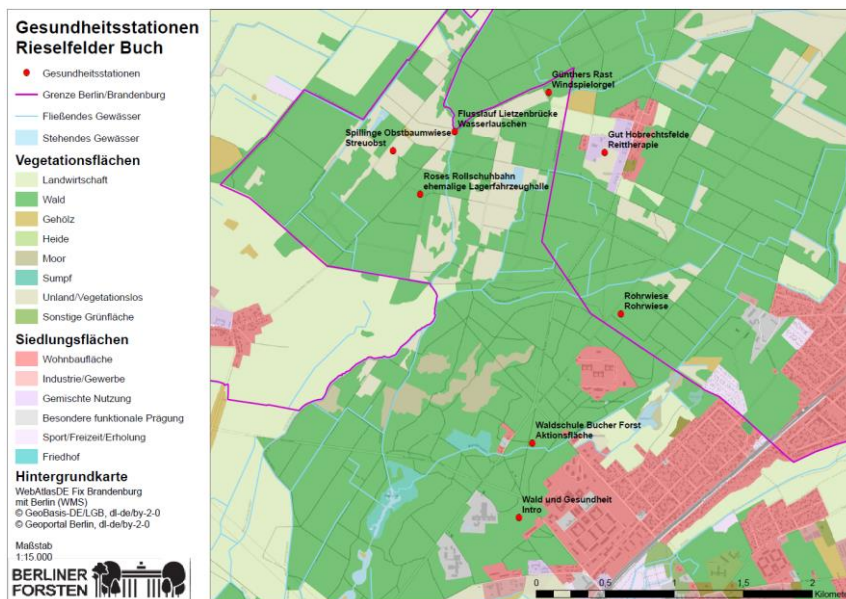 Gesundheitsstationen
Rieselfelder Buch
Gesundheitsstationen
Grenze Berlin/Brandenburg
Fließendes Gewässer
Stehendes Gewässer
Vegetationsflächen
Landwirtschaft
Wald
Gehölz
Heide
Moor
Sumpf
Unland/Vegetationslos
Sonstige Grünfläche
Siedlungsflächen
Wohnbaufläche
Industrie/Gewerbe
Gemischte Nutzung
Besondere funktionale Prägung
Sport/Freizeit/Erholung
Friedhof
Hintergrundkarte
WebAtlasDE Fix Brandenburg
mit Berlin (WMS)
© GeoBasis-DE/LGB, dl-de/by-2-0
© Geoportal Berlin, dl-de/by-2-0
Maßstab
1:15.000
BERLINER
FORSTEN
Günthers Rast
Windspielorgel
Flusslauf Lietzenbrücke
Wasserlauschen
Spillinge Obstbaumwiese
Streuobst
Gut Hobrechtsfelde
Reittherapie
Roses Rollschuhbahn
ehemalige Lagerfahrzeughalle
Rohrwiese
Rohrwiese
Waldschule Bucher Forst
Aktionsfläche
Wald und Gesundheit
Intro
0 0,5 1 1,5 2
Kilomete